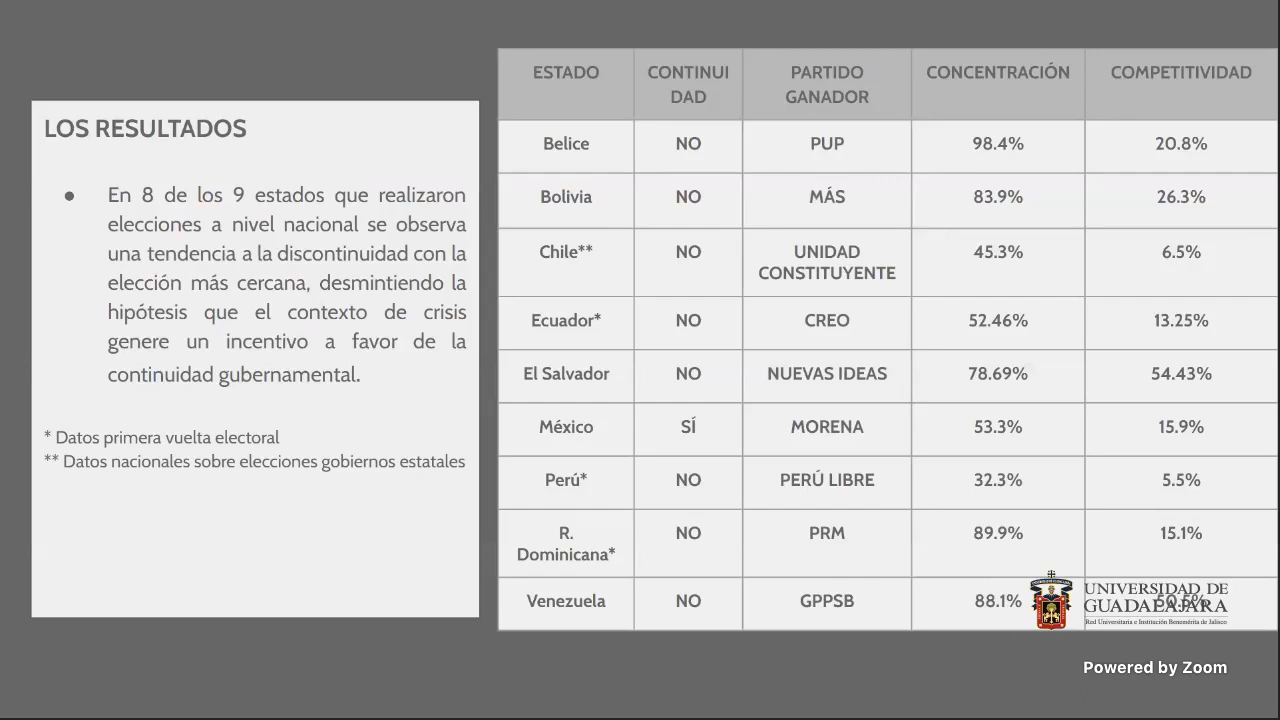 LOS RESULTADOS
● En 8 de los 9 estados que realizaron
elecciones a nivel nacional se observa
una tendencia a la discontinuidad con la
elección más cercana, desmintiendo la
hipótesis que el contexto de crisis
genere un incentivo a favor de la
continuidad gubernamental.
* Datos primera vuelta electoral
** Datos nacionales sobre elecciones gobiernos estatales
ESTADO CONTINUI DAD PARTIDO GANADOR CONCENTRACIÓN COMPETITIVIDAD
Belice NO PUP 98.4% 20.8%
Bolivia NO MÁS 83.9% 26.3%
Chile** NO UNIDAD CONSTITUYENTE 45.3% 6.5%
Ecuador* NO CREO 52.46% 13.25%
El Salvador NO NUEVAS IDEAS 78.69% 54.43%
México SÍ MORENA 53.3% 15.9%
Perú* NO PERÚ LIBRE 32.3% 5.5%
R. Dominicana* NO PRM 89.9% 15.1%
Venezuela NO GPPSB 88.1%
UNIVERSIDAD DE
GUADALAJARA
Red Universitaria e Institución Benemérita de Jalisco
Powered by Zoom